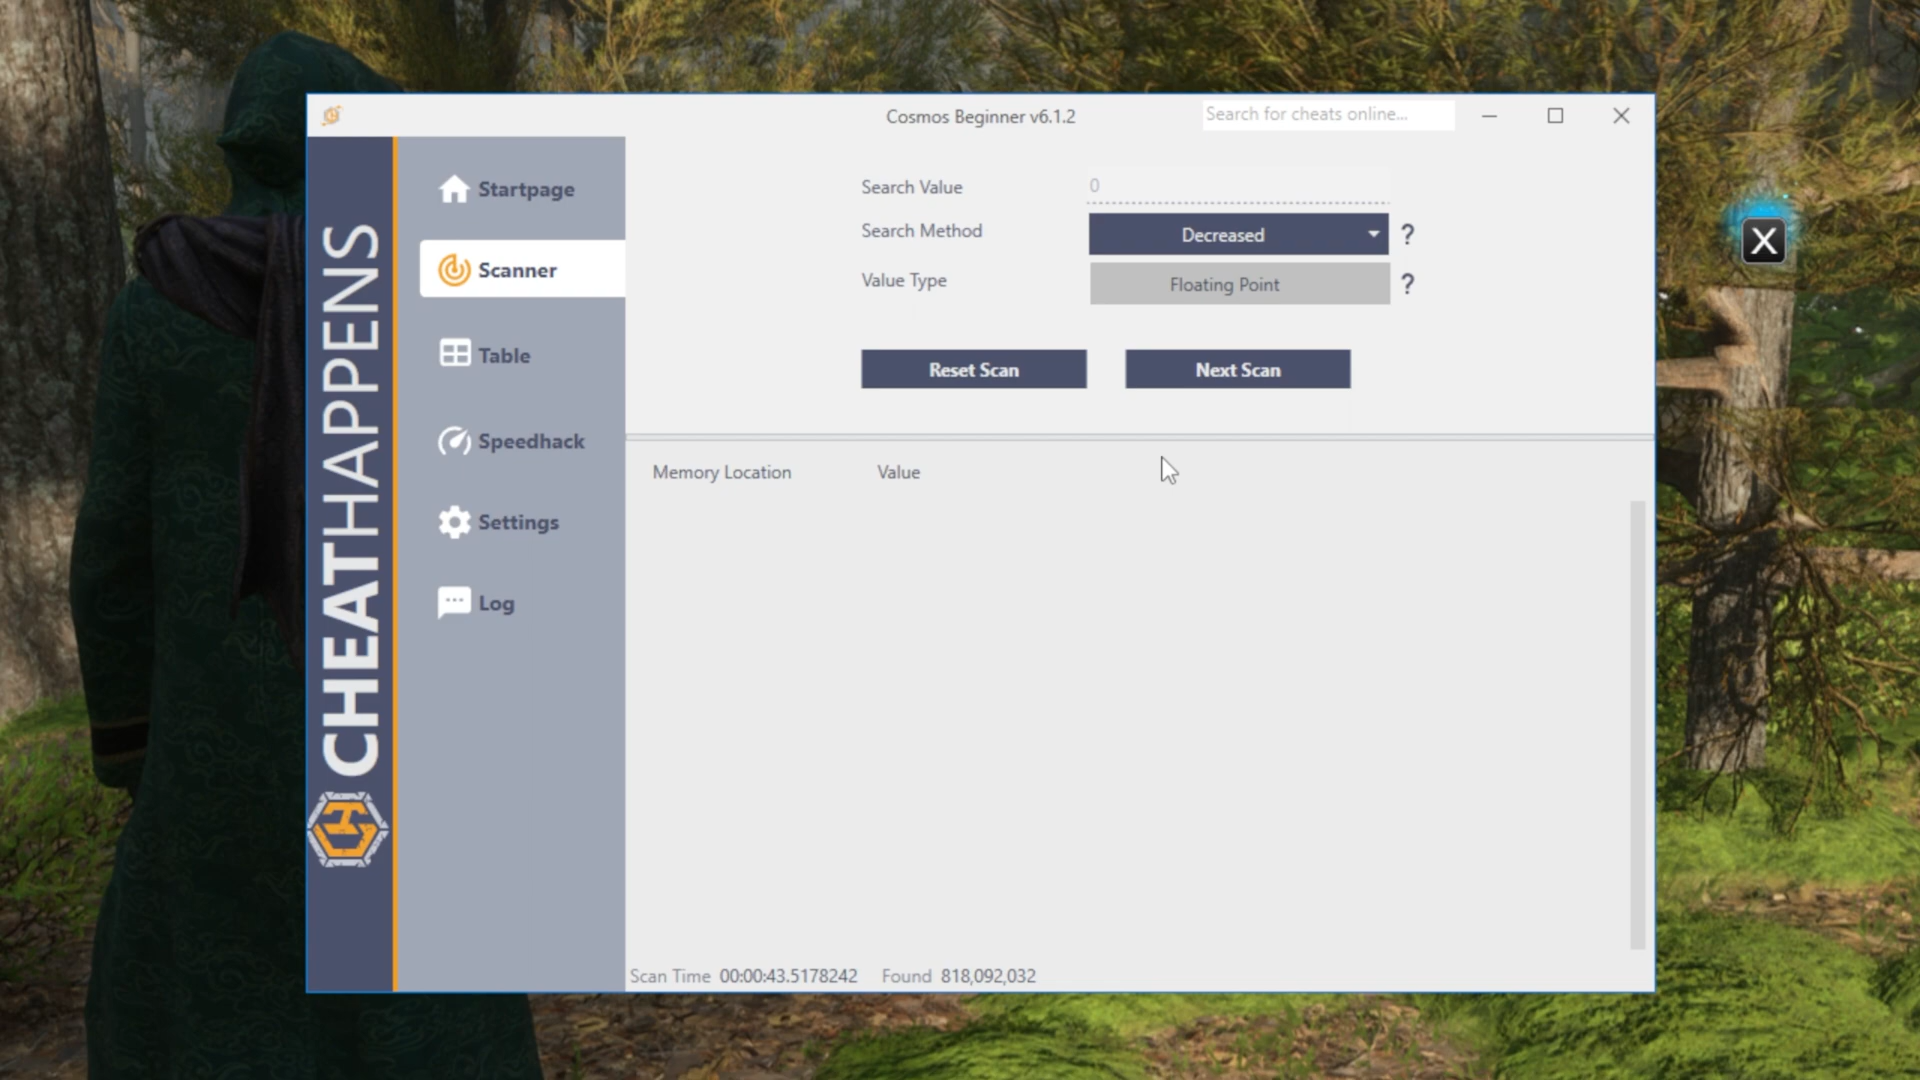 Cosmos Beginner v6.1.2
Search for cheats online...
CHEATHAPPENS
Startpage
Scanner
Table
Speedhack
Settings
Log
Search Value
0
Search Method
Decreased
?
Value Type
Floating Point
?
Reset Scan
Next Scan
Memory Location
Value
Scan Time 00:00:43.5178242 Found 818,092,032
X